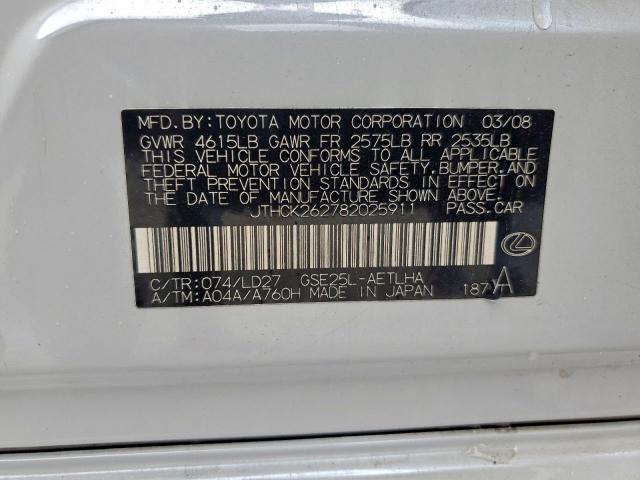 MFD.BY:TOYOTA MOTOR CORPORATION 03/08
GVWR 4615LB GAWR FR 2575LB RR 2535LB
THIS VEHICLE CONFORMS TO ALL APPLICABLE
FEDERAL MOTOR VEHICLE SAFETY,BUMPER,AND
THEFT PREVENTION STANDARDS IN EFFECT ON
THE DATE OF MANUFACTURE SHOWN ABOVE.
JTHCK262782025911 PASS.CAR
C/TR:074/LD27 GSE25L-AETLHA
A/TM:A04A/A760H MADE IN JAPAN 187 A